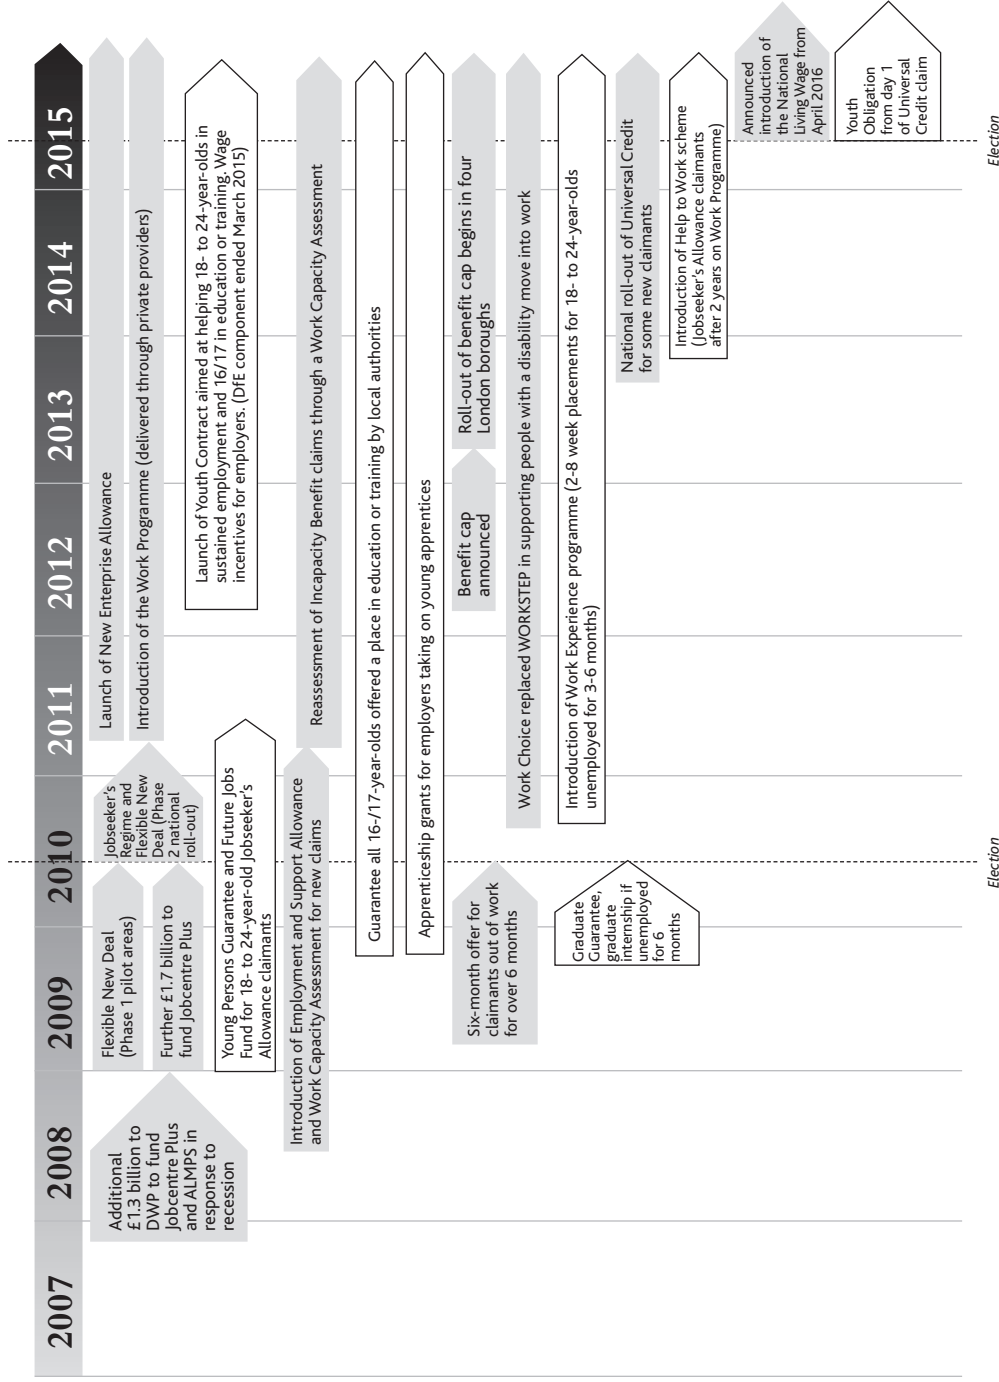 2007
2008
2009
2010
2011
2012
2013
2014
2015
Additional
£1.3 billion to
DWP to fund
Jobcentre Plus
and ALMPS in
response to
recession
Flexible New Deal
(Phase 1 pilot areas)
Further £1.7 billion to
fund Jobcentre Plus
Jobseeker's
Regime and
Flexible New
Deal (Phase
2 national
roll-out)
Launch of New Enterprise Allowance
Introduction of the Work Programme (delivered through private providers)
Young Persons Guarantee and Future Jobs
Fund for 18- to 24-year-old Jobseeker's
Allowance claimants
Launch of Youth Contract aimed at helping 18- to 24-year-olds in
sustained employment and 16/17 in education or training. Wage
incentives for employers. (DfE component ended March 2015)
Introduction of Employment and Support Allowance
and Work Capacity Assessment for new claims
Reassessment of Incapacity Benefit claims through a Work Capacity Assessment
Guarantee all 16-/17-year-olds offered a place in education or training by local authorities
Apprenticeship grants for employers taking on young apprentices
Six-month offer for
claimants out of work
for over 6 months
Benefit cap
announced
Roll-out of benefit cap begins in four
London boroughs
Work Choice replaced WORKSTEP in supporting people with a disability move into work
Graduate
Guarantee,
graduate
internship if
unemployed
for 6
months
Introduction of Work Experience programme (2-8 week placements for 18- to 24-year-olds
unemployed for 3-6 months)
National roll-out of Universal Credit
for some new claimants
Introduction of Help to Work scheme
(Jobseeker's Allowance claimants
after 2 years on Work Programme)
Announced
introduction of
the National
Living Wage from
April 2016
Youth
Obligation
from day 1
of Universal
Credit claim
Election
Election